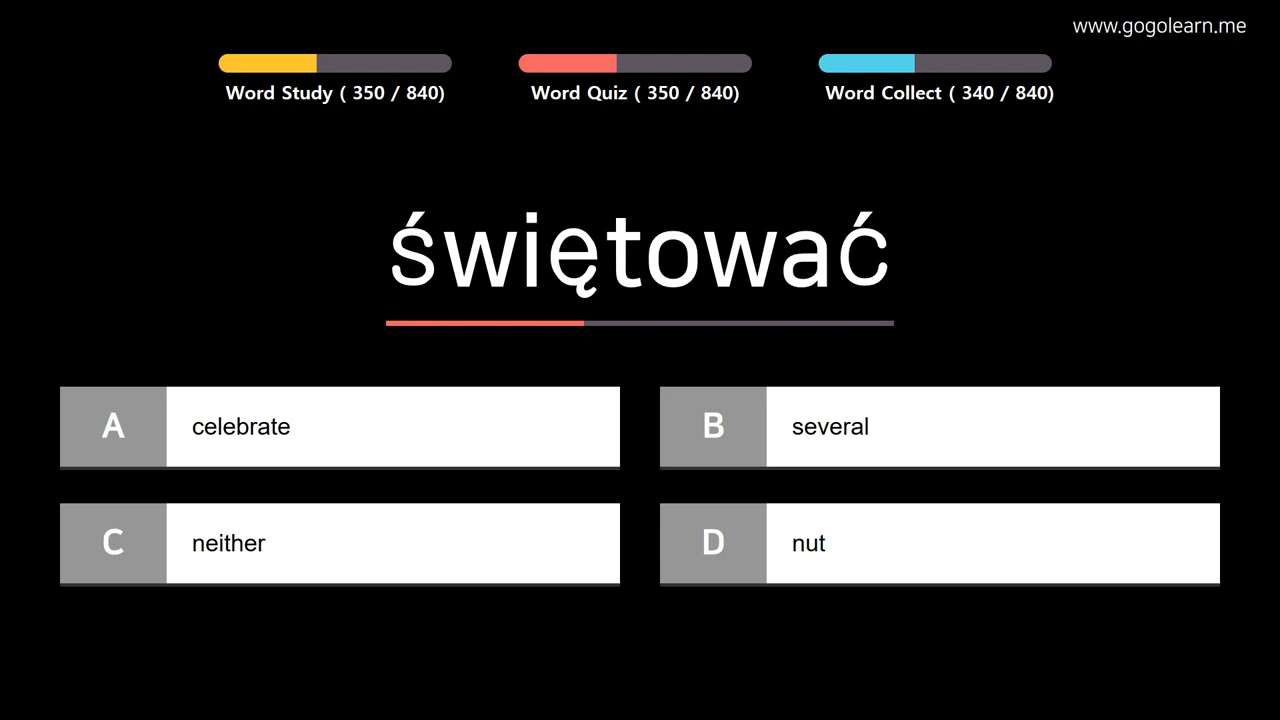 www.gogolearn.me
Word Study ( 350 / 840)
Word Quiz ( 350 / 840)
Word Collect ( 340 / 840)
świętować
A celebrate
B several
C neither
D nut